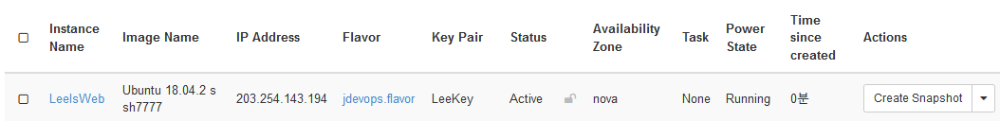 Instance Name Image Name IP Address Flavor Key Pair Status Availability Zone Task Power State Time since created Actions
LeeIsWeb Ubuntu 18.04.2 s sh7777 203.254.143.194 jdevops.flavor LeeKey Active nova None Running 0분 Create Snapshot